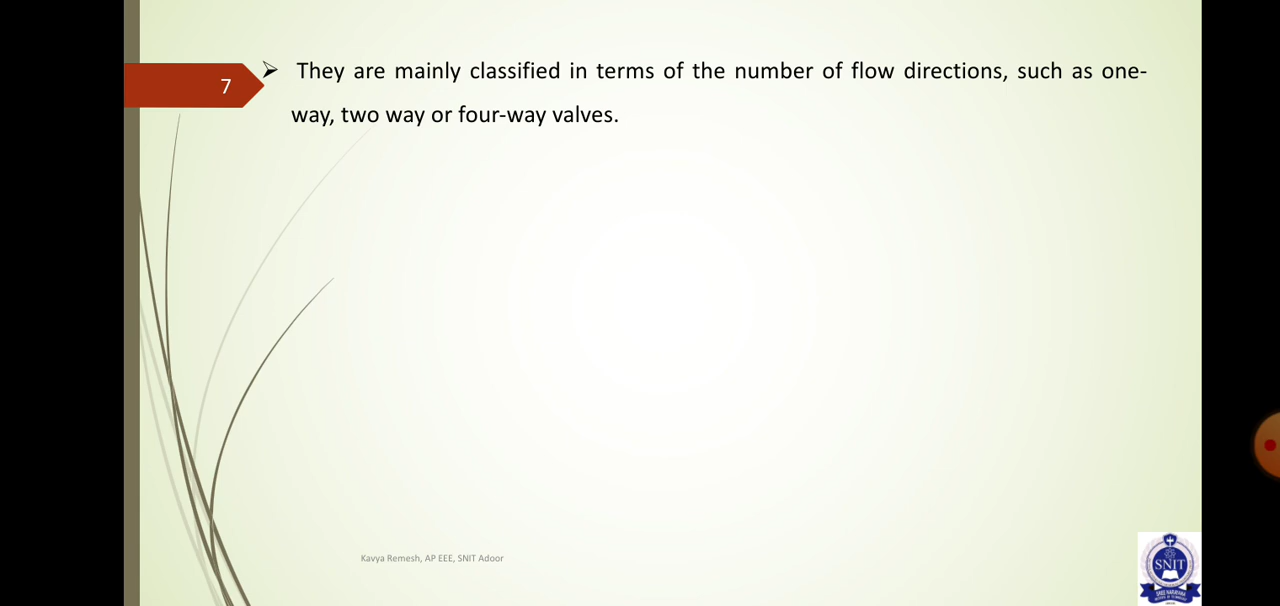 7
➢ They are mainly classified in terms of the number of flow directions, such as one-
way, two way or four-way valves.
Kavya Remesh, AP EEE, SNIT Adoor
SNIT